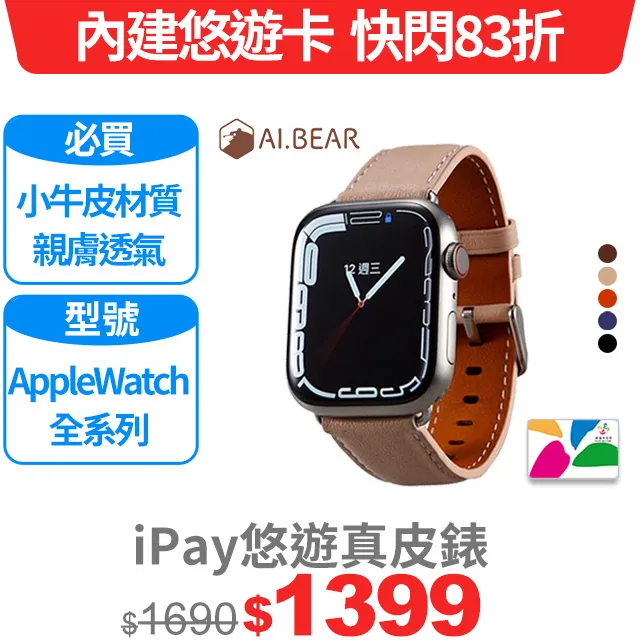 內建悠遊卡 快閃83折
AI.BEAR
必買
小牛皮材質
親膚透氣
12 週三
型號
AppleWatch
全系列
iPay悠遊真皮錶
$1690 $1399